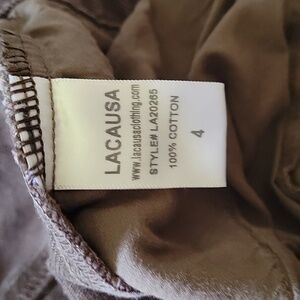 LACAUSA
www.lacausaclothing.com
STYLE# LA20265
100% COTTON
4